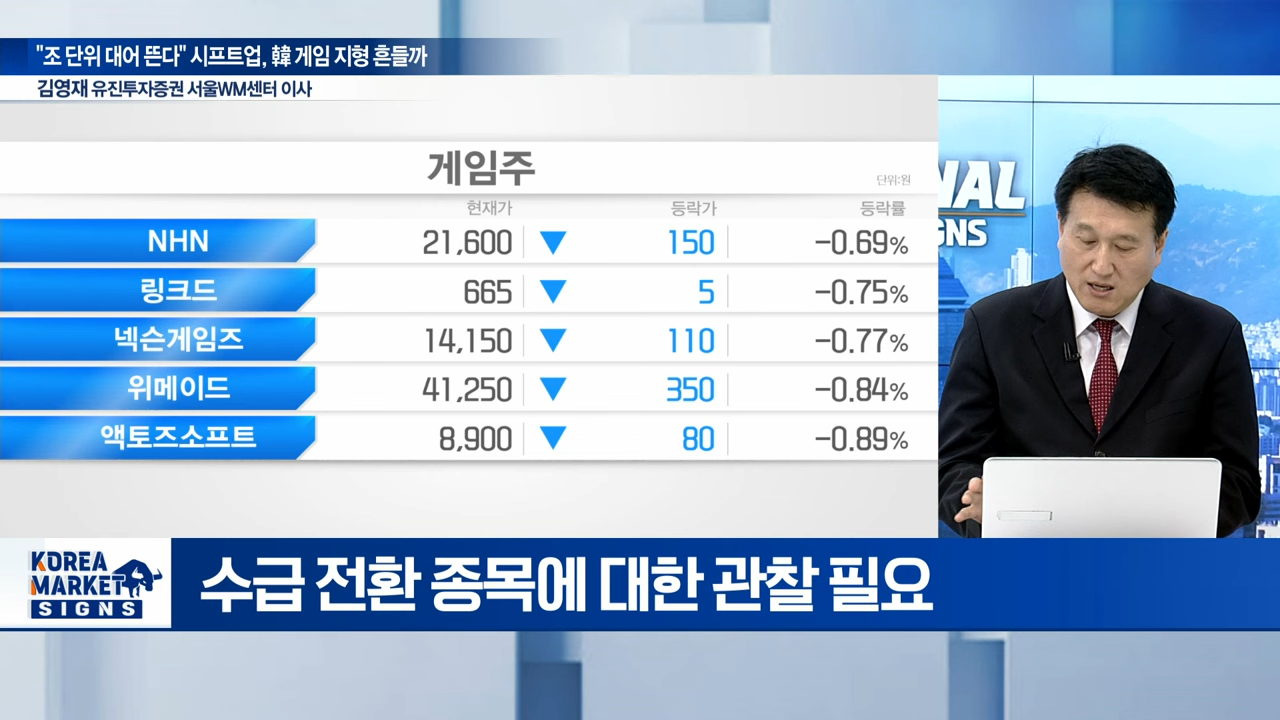 "조 단위 대어 뜬다" 시프트업, 韓 게임 지형 흔들까
김영재 유진투자증권 서울WM센터 이사
게임주
단위:원
현재가 등락가 등락률
NHN 21,600 ▼ 150 -0.69%
링크드 665 ▼ 5 -0.75%
넥슨게임즈 14,150 ▼ 110 -0.77%
위메이드 41,250 ▼ 350 -0.84%
액토즈소프트 8,900 ▼ 80 -0.89%
KOREA
MARKET
SIGNS
수급 전환 종목에 대한 관찰 필요